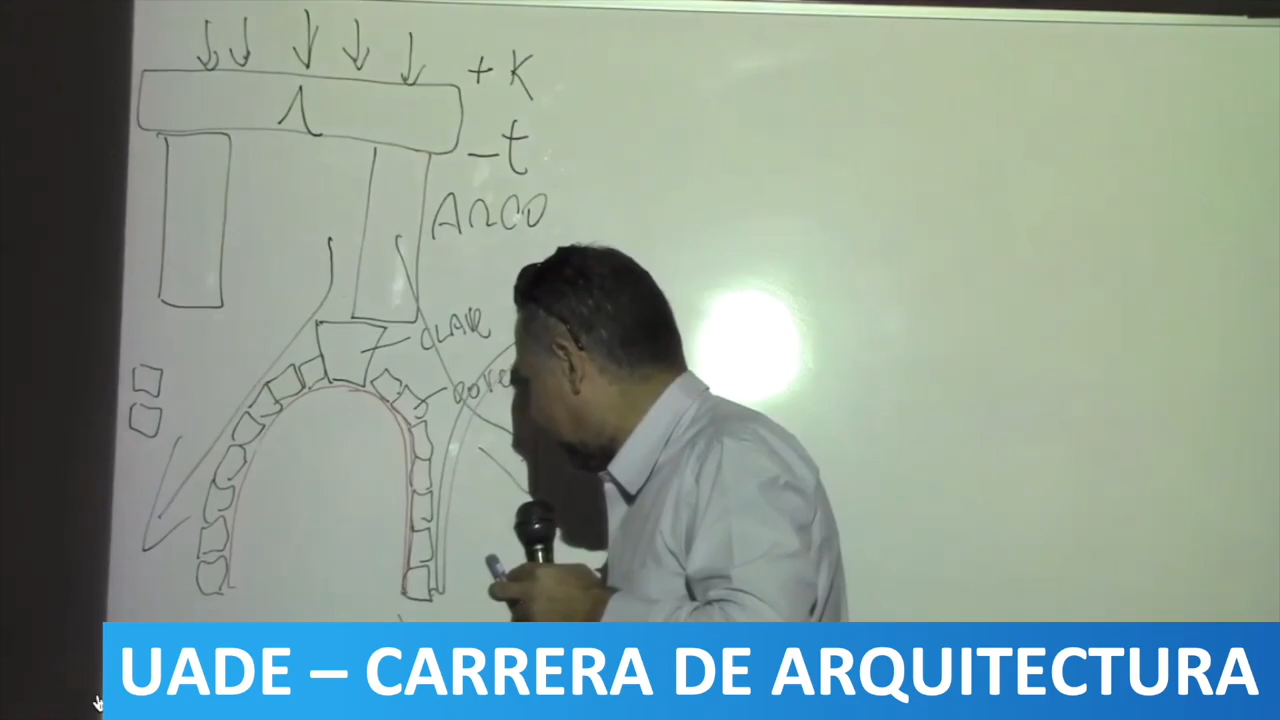 + K
- t
ARCO
CLAVE
UADE – CARRERA DE ARQUITECTURA